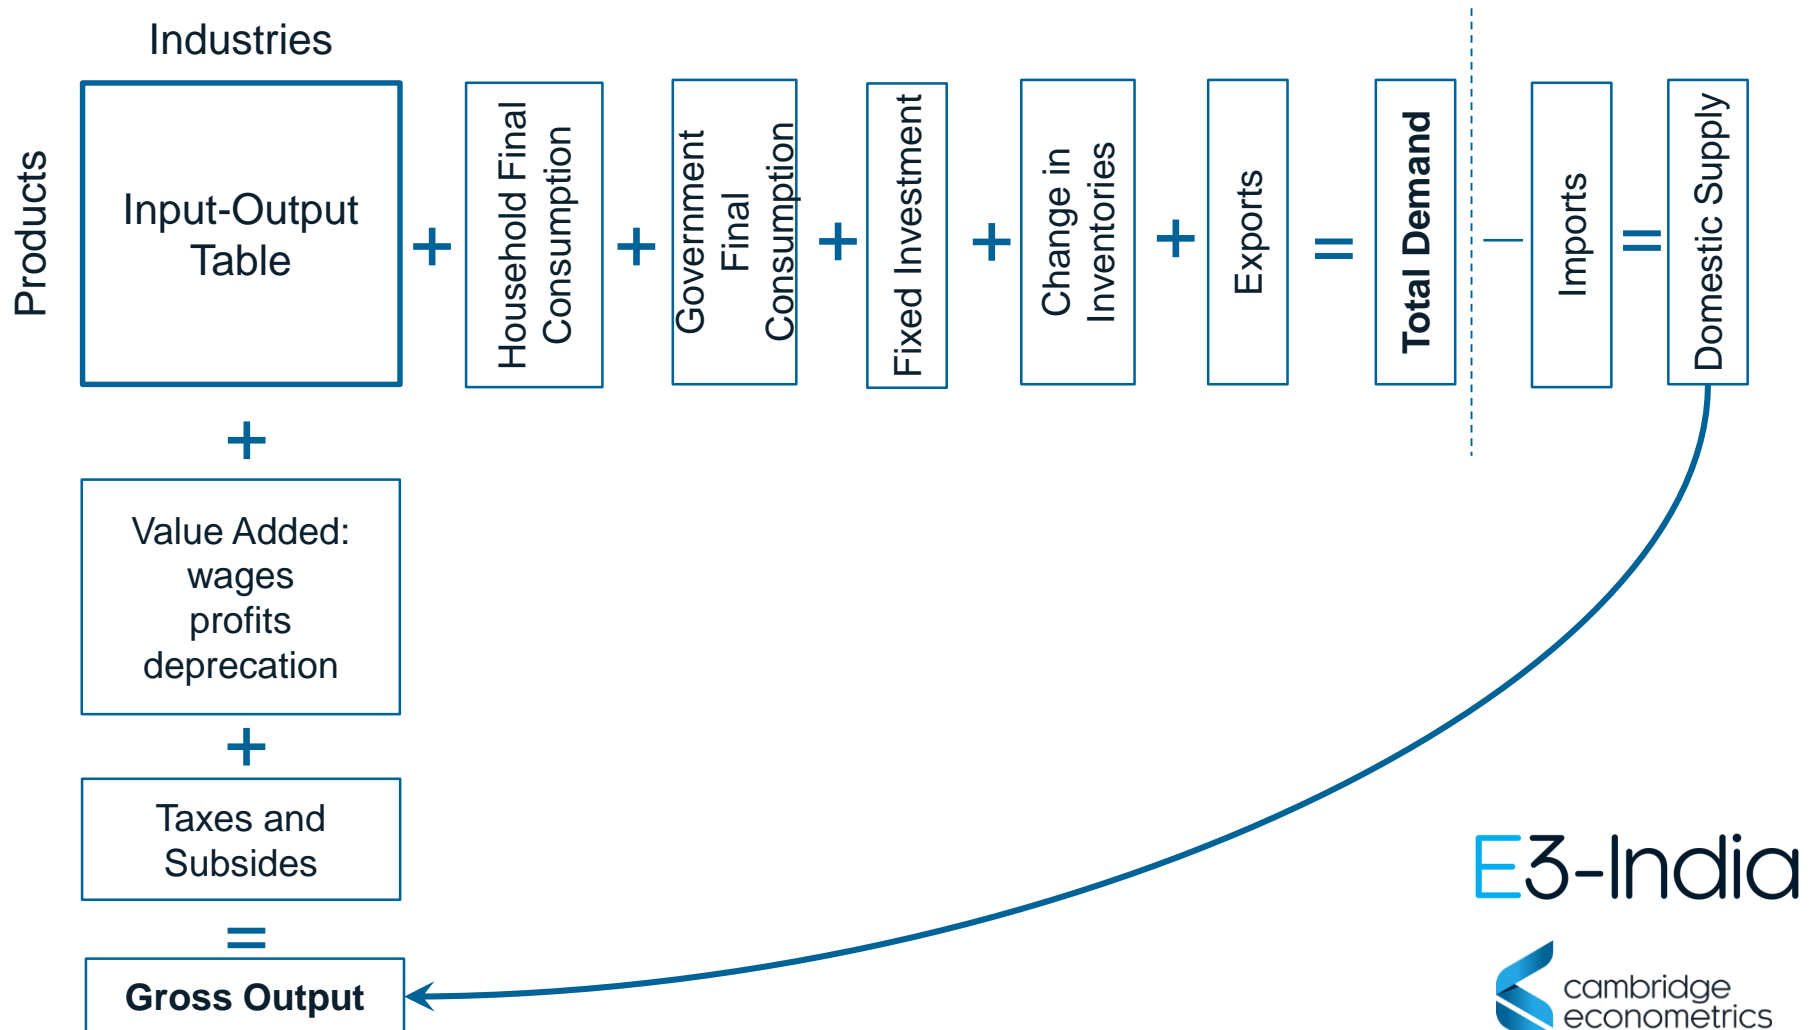 Industries
Products
Input-Output
Table
+
Household Final
Consumption
+
Government
Final
Consumption
+
Fixed Investment
+
Change in
Inventories
+
Exports
=
Total Demand
—
Imports
=
Domestic Supply
+
Value Added:
wages
profits
deprecation
+
Taxes and
Subsides
=
Gross Output
E3-India
cambridge
econometrics